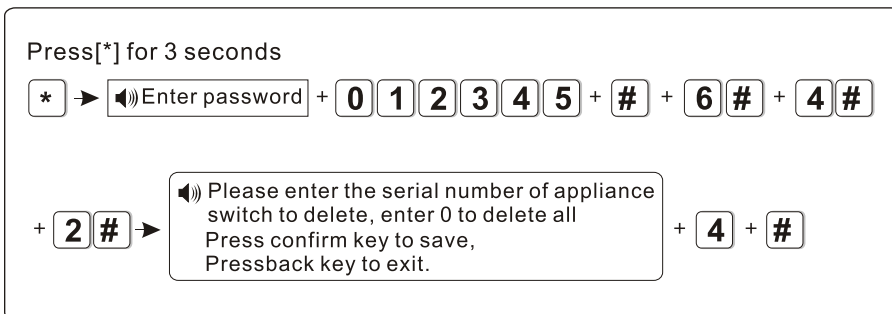 Press[*] for 3 seconds
* Enter password + 0 1 2 3 4 5 + # + 6 # + 4 #
Please enter the serial number of appliance
+ 2 # switch to delete, enter 0 to delete all + 4 + #
Press confirm key to save,
Pressback key to exit.